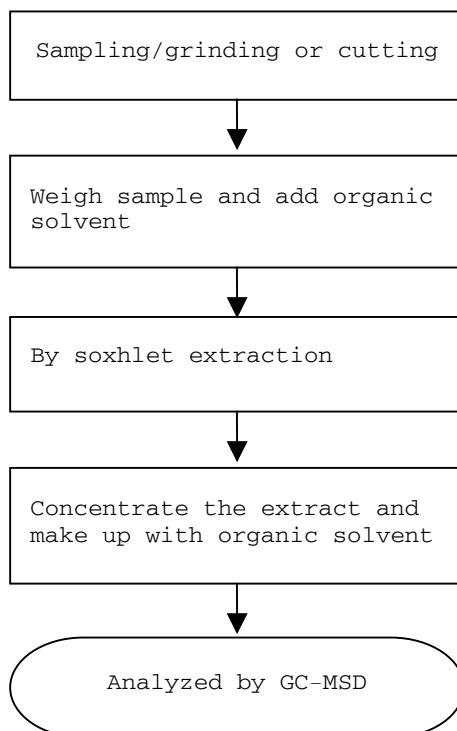 Sampling/grinding or cutting
Weigh sample and add organic
solvent
By soxhlet extraction
Concentrate the extract and
make up with organic solvent
Analyzed by GC-MSD